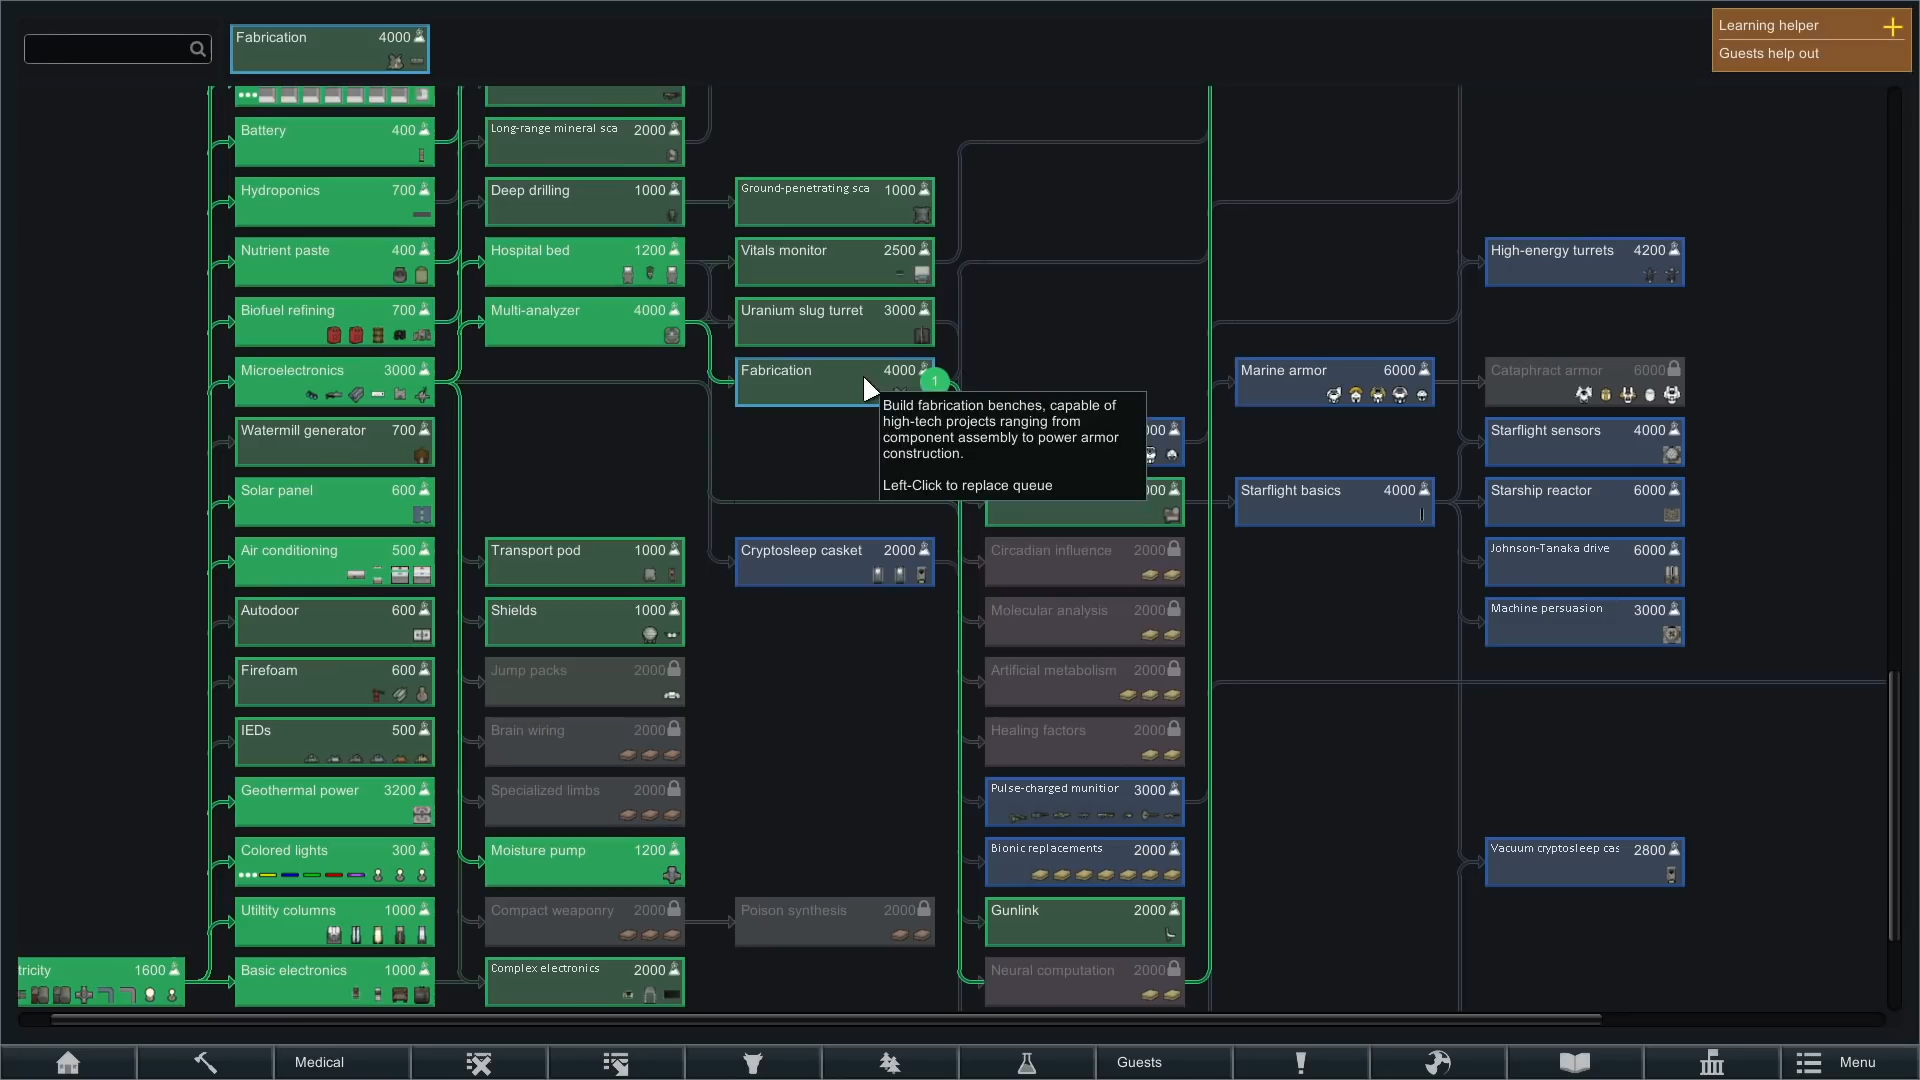 Fabrication 4000
Learning helper
Guests help out
Battery 400
Long-range mineral sca 2000
Hydroponics 700
Deep drilling 1000
Ground-penetrating sca 1000
Nutrient paste 400
Hospital bed 1200
Vitals monitor 2500
High-energy turrets 4200
Biofuel refining 700
Multi-analyzer 4000
Uranium slug turret 3000
Microelectronics 3000
Fabrication 4000
1
Marine armor 6000
Cataphract armor 6000
Build fabrication benches, capable of
high-tech projects ranging from
component assembly to power armor
construction.
Left-Click to replace queue
Watermill generator 700
000
Starflight sensors 4000
Solar panel 600
000
Starflight basics 4000
Starship reactor 6000
Air conditioning 500
Transport pod 1000
Cryptosleep casket 2000
Circadian influence 2000
Johnson-Tanaka drive 6000
Autodoor 600
Shields 1000
Molecular analysis 2000
Machine persuasion 3000
Firefoam 600
Jump packs 2000
Artificial metabolism 2000
IEDs 500
Brain wiring 2000
Healing factors 2000
Geothermal power 3200
Specialized limbs 2000
Pulse-charged munitior 3000
Colored lights 300
Moisture pump 1200
Bionic replacements 2000
Vacuum cryptosleep cas 2800
Utiltity columns 1000
Compact weaponry 2000
Poison synthesis 2000
Gunlink 2000
tricity 1600
Basic electronics 1000
Complex electronics 2000
Neural computation 2000
Medical
Guests
Menu